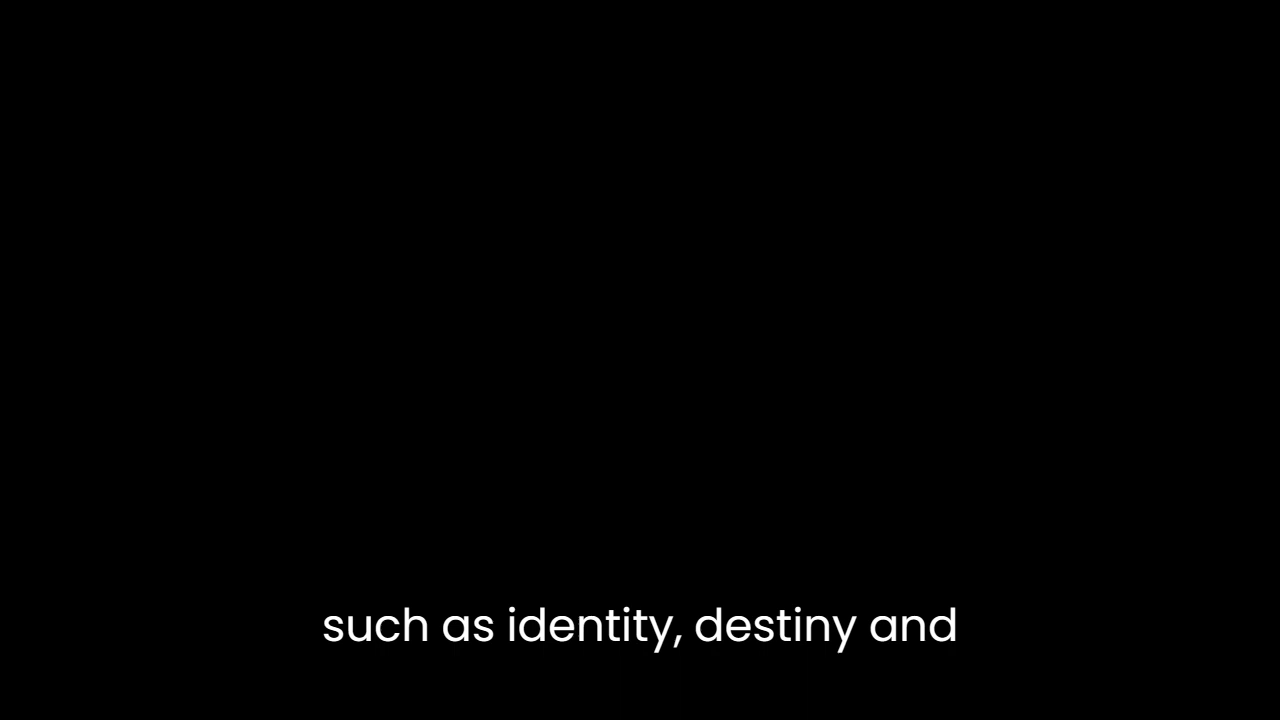 such as identity, destiny and